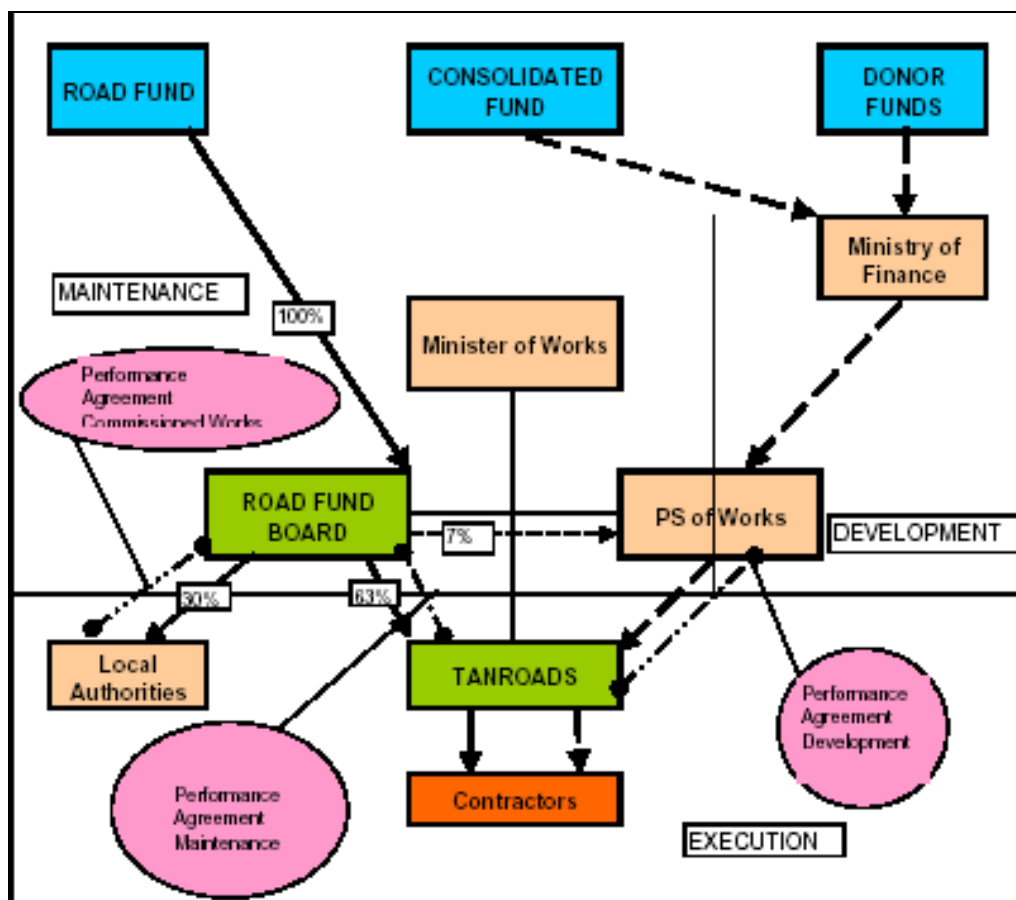 ROAD FUND
CONSOLIDATED
FUND
DONOR
FUNDS
Ministry of
Finance
MAINTENANCE
100%
Minister of Works
Performance
Agreement
Commissioned Works
ROAD FUND
BOARD
7%
PS of Works
DEVELOPMENT
30%
63%
Local
Authorities
TANROADS
Performance
Agreement
Development
Performance
Agreement
Maintenance
Contractors
EXECUTION